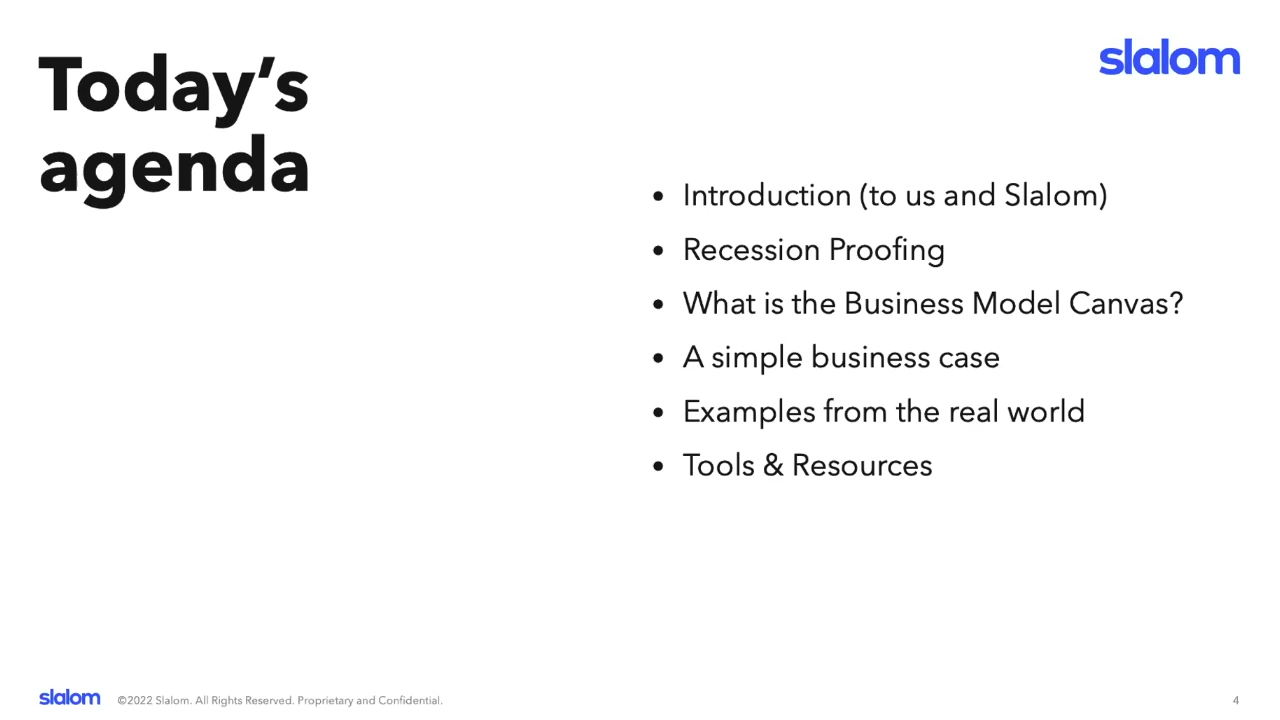 Today’s
agenda
slalom
• Introduction (to us and Slalom)
• Recession Proofing
• What is the Business Model Canvas?
• A simple business case
• Examples from the real world
• Tools & Resources
slalom ©2022 Slalom. All Rights Reserved. Proprietary and Confidential. 4